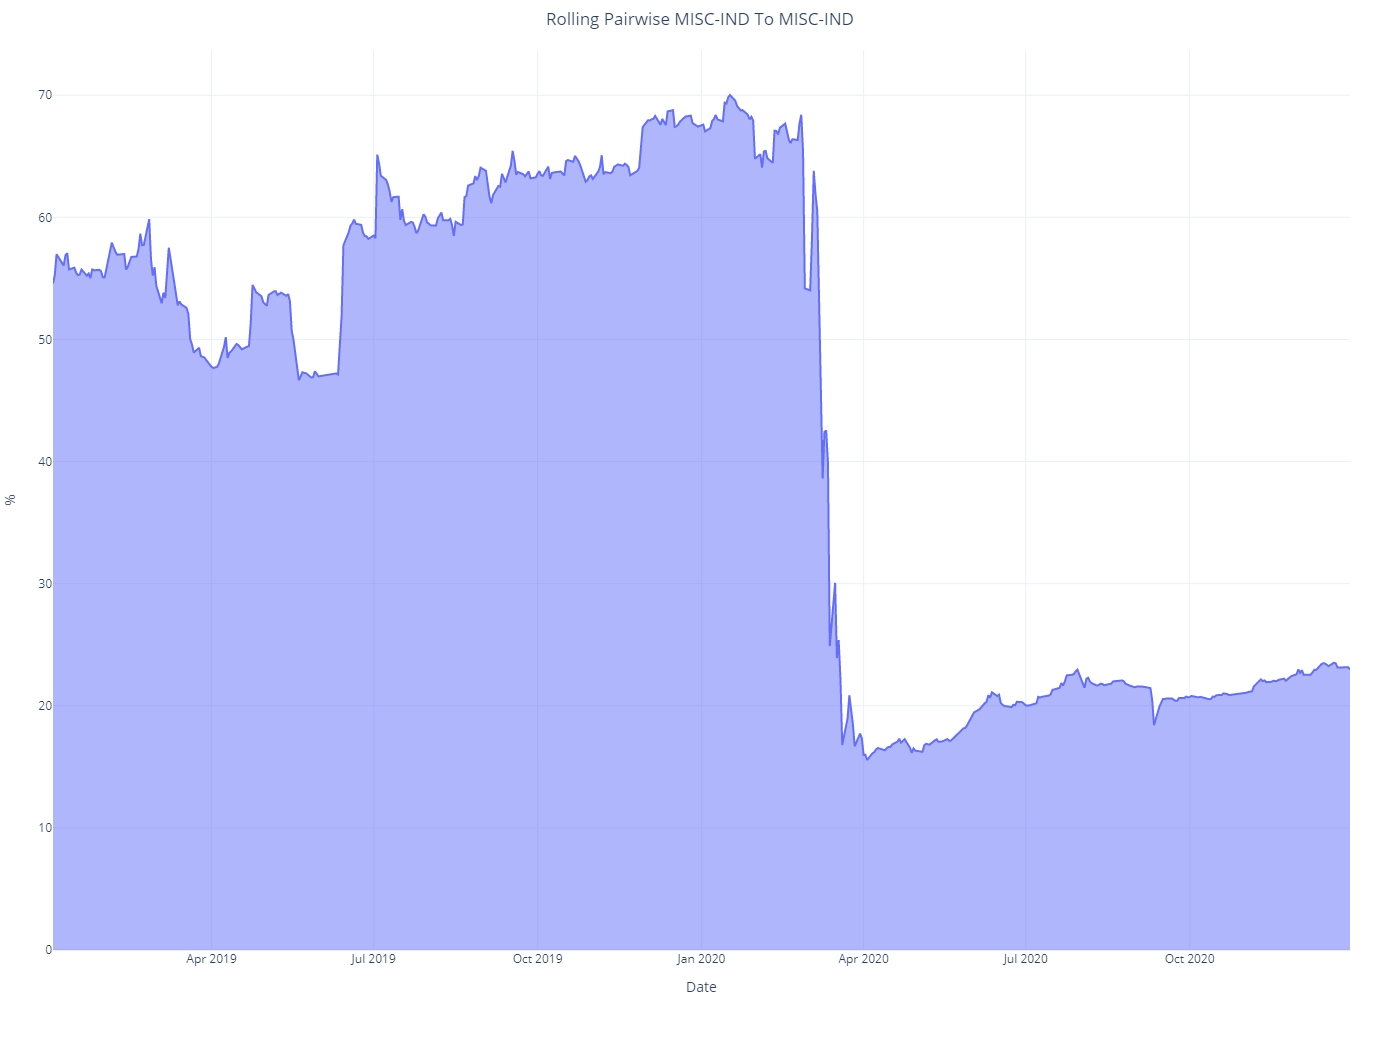 Rolling Pairwise MISC-IND To MISC-IND
70
60
50
40
30
20
10
0
%
Apr 2019
Jul 2019
Oct 2019
Jan 2020
Apr 2020
Jul 2020
Oct 2020
Date